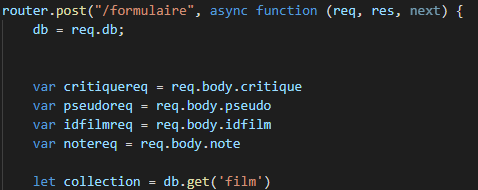 router.post("/formulaire", async function (req, res, next) {
db = req.db;
var critiquereq = req.body.critique
var pseudoreq = req.body.pseudo
var idfilmreq = req.body.idfilm
var notereq = req.body.note
let collection = db.get('film')